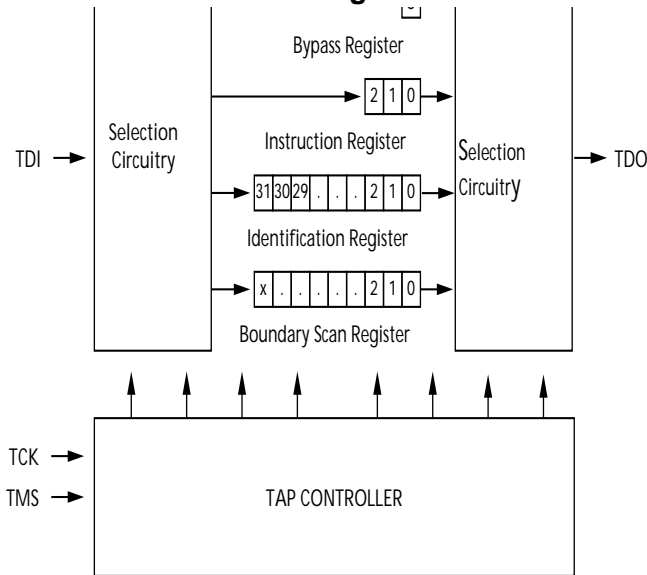 Bypass Register
2 1 0
Selection
Circuitry
Instruction Register
Selection
Circuitry
TDI
TDO
31 30 29 . . . 2 1 0
Identification Register
x . . . . . 2 1 0
Boundary Scan Register
TCK
TMS
TAP CONTROLLER